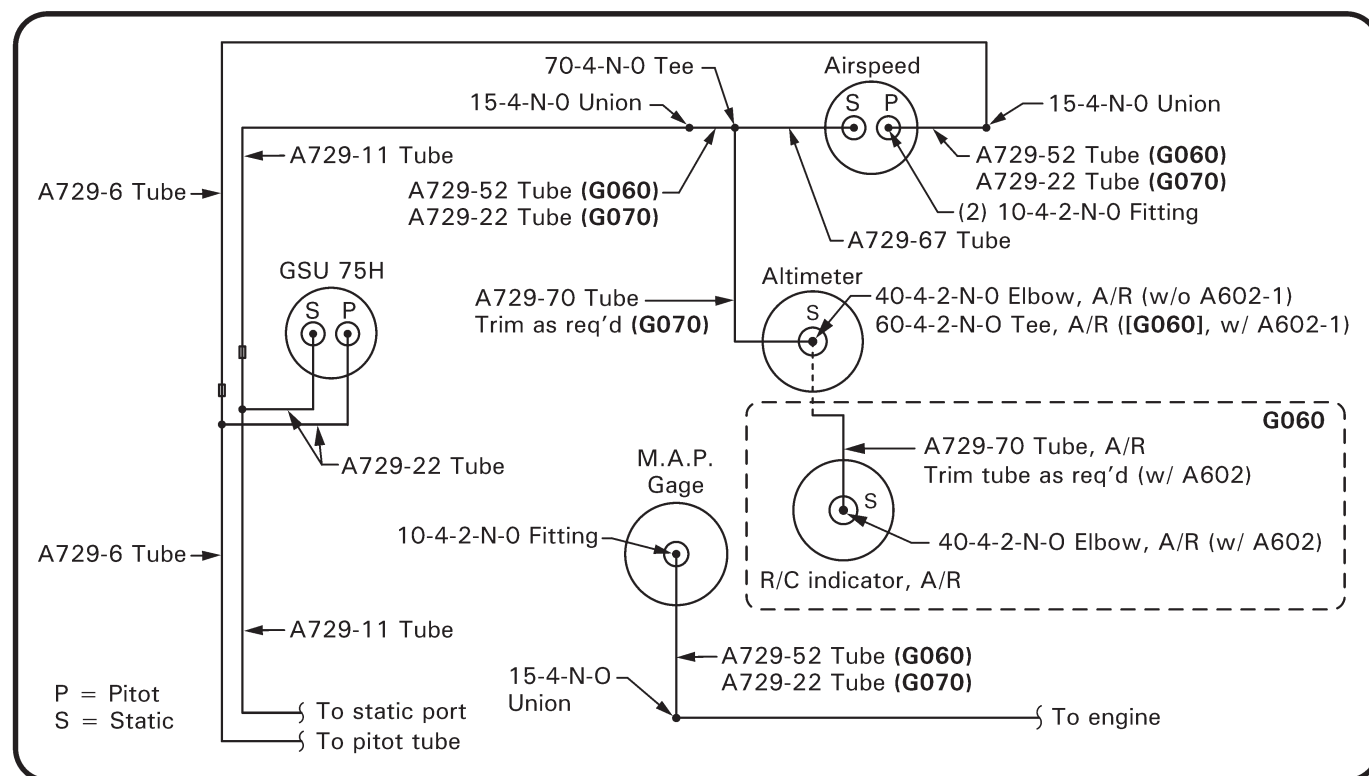 70-4-N-0 Tee
Airspeed
15-4-N-0 Union
S P
15-4-N-0 Union
A729-11 Tube
A729-52 Tube (G060)
A729-22 Tube (G070)
A729-6 Tube
A729-52 Tube (G060)
A729-22 Tube (G070)
(2) 10-4-2-N-0 Fitting
A729-67 Tube
GSU 75H
S P
Altimeter
A729-70 Tube
Trim as req'd (G070)
S
40-4-2-N-0 Elbow, A/R (w/o A602-1)
60-4-2-N-O Tee, A/R ([G060], w/ A602-1)
G060
A729-22 Tube
M.A.P.
Gage
A729-70 Tube, A/R
Trim tube as req'd (w/ A602)
S
10-4-2-N-0 Fitting
40-4-2-N-O Elbow, A/R (w/ A602)
A729-6 Tube
R/C indicator, A/R
A729-11 Tube
A729-52 Tube (G060)
A729-22 Tube (G070)
15-4-N-O
Union
P = Pitot
S = Static
To static port
To pitot tube
To engine